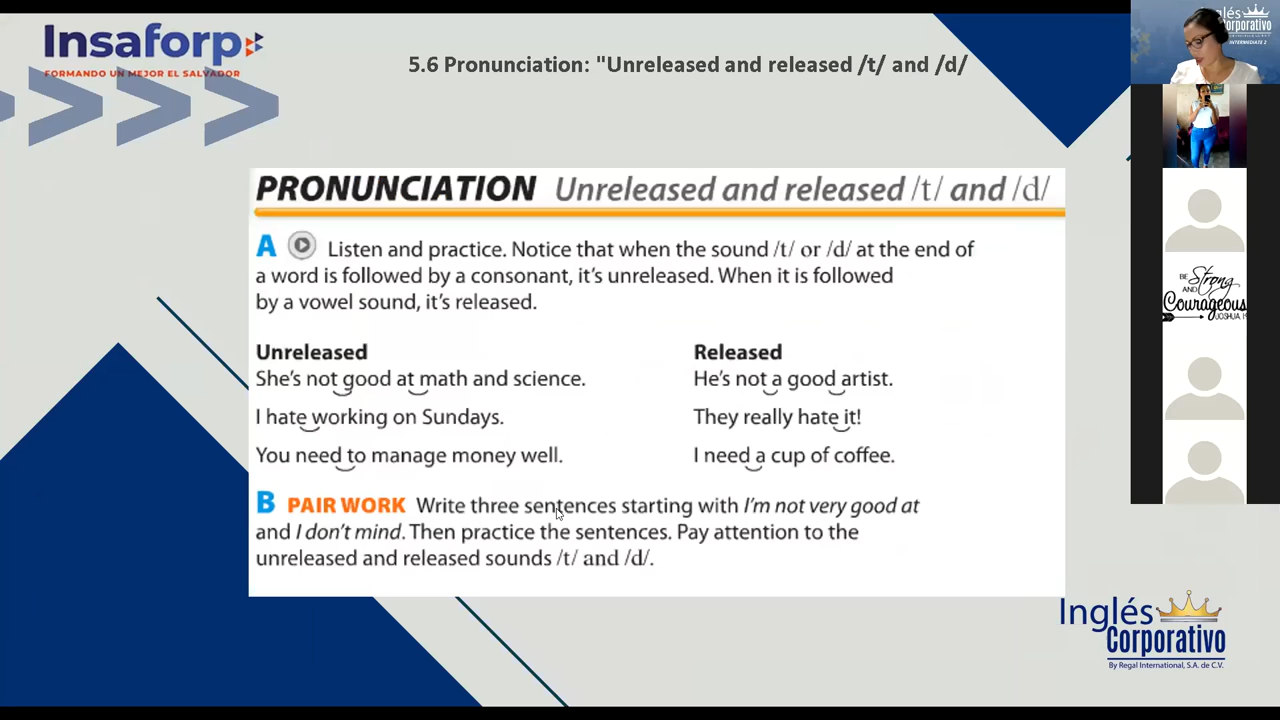 Insaforp
FORMANDO UN MEJOR EL SALVADOR
5.6 Pronunciation: "Unreleased and released /t/ and /d/
Inglés
Corporativo
INTERMEDIATE 2
PRONUNCIATION Unreleased and released /t/ and /d/
A Listen and practice. Notice that when the sound /t/ or /d/ at the end of
a word is followed by a consonant, it's unreleased. When it is followed
by a vowel sound, it's released.
Unreleased
She's not good at math and science.
I hate working on Sundays.
You need to manage money well.
Released
He's not a good artist.
They really hate it!
I need a cup of coffee.
B PAIR WORK Write three sentences starting with I'm not very good at
and I don't mind. Then practice the sentences. Pay attention to the
unreleased and released sounds /t/ and /d/.
BE
Strong
AND
Courageous
JOSHUA 1
Inglés
Corporativo
By Regal International, S.A. de C.V.